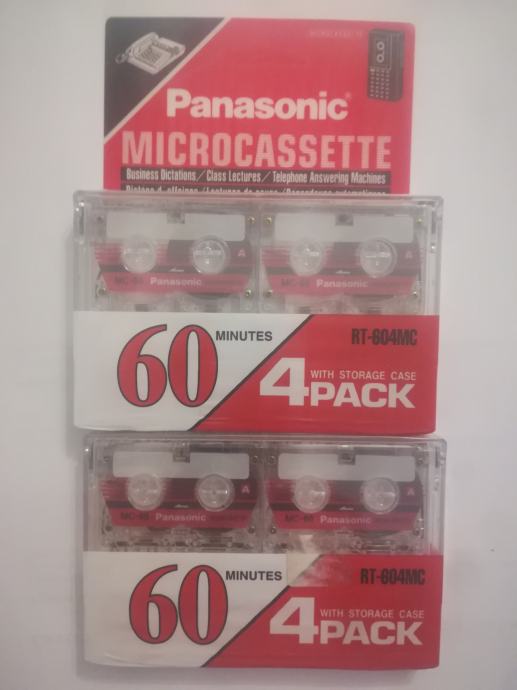 MICROCASSETTE
Panasonic®
MICROCASSETTE
Business Dictations/Class Lectures/Telephone Answering Machines
A
A
MC-60 Panasonic
MC-60 Panasonic
60 MINUTES
RT-604MC
4 PACK
WITH STORAGE CASE
A
A
MC-60 Panasonic
MC-60 Panasonic
60 MINUTES
RT-604MC
4 PACK
WITH STORAGE CASE